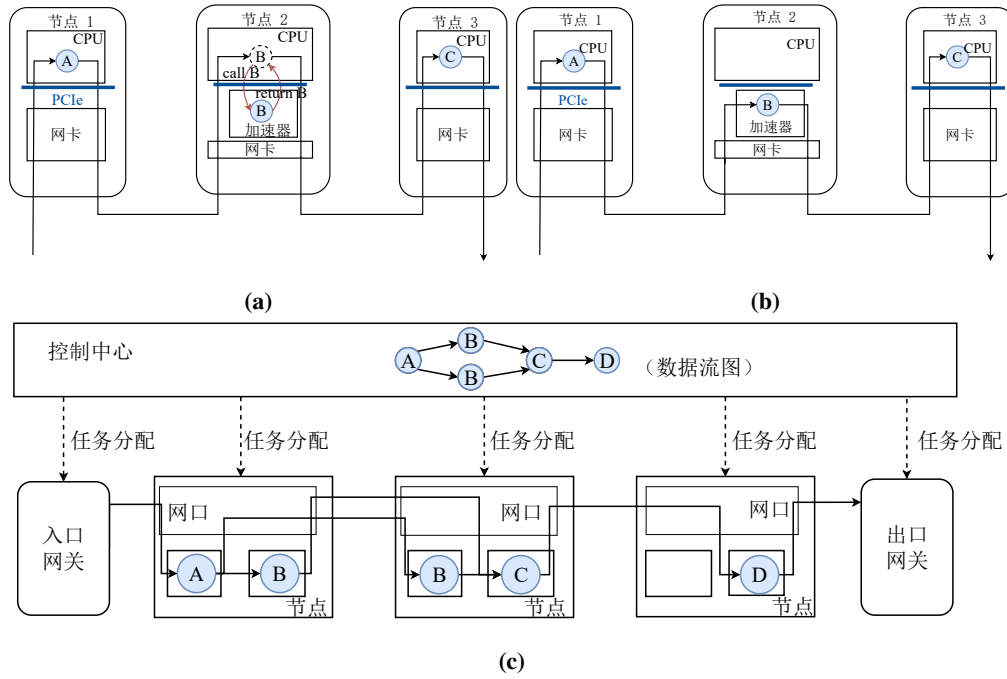 节点 1
CPU
A
PCIe
网卡
节点 2
CPU
B
call B
return B
B
加速器
网卡
节点 3
CPU
C
网卡
节点 1
CPU
A
PCIe
网卡
节点 2
CPU
B
加速器
网卡
节点 3
CPU
C
网卡
(a)
(b)
控制中心
A
B
B
C
D
（数据流图）
任务分配
任务分配
任务分配
任务分配
任务分配
入口
网关
网口
A
B
节点
网口
B
C
节点
网口
D
节点
出口
网关
(c)